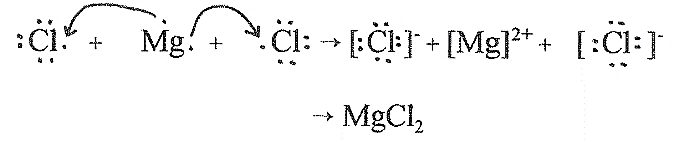 :Cl· + Mg + ·Cl: → [:Cl:]⁻ + [Mg]²⁺ + [:Cl:]⁻
→ MgCl₂